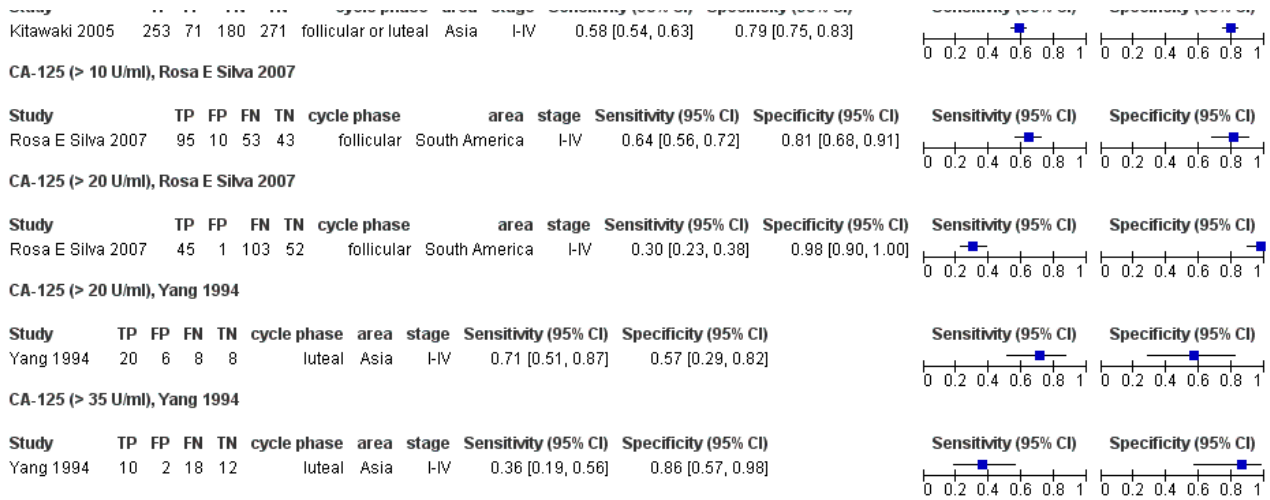 Kitawaki 2005 253 71 180 271 follicular or luteal Asia I-IV 0.58 [0.54, 0.63] 0.79 [0.75, 0.83]
0 0.2 0.4 0.6 0.8 1 0 0.2 0.4 0.6 0.8 1
CA-125 (> 10 U/ml), Rosa E Silva 2007
Study TP FP FN TN cycle phase area stage Sensitivity (95% CI) Specificity (95% CI) Sensitivity (95% CI) Specificity (95% CI)
Rosa E Silva 2007 95 10 53 43 follicular South America I-IV 0.64 [0.56, 0.72] 0.81 [0.68, 0.91]
0 0.2 0.4 0.6 0.8 1 0 0.2 0.4 0.6 0.8 1
CA-125 (> 20 U/ml), Rosa E Silva 2007
Study TP FP FN TN cycle phase area stage Sensitivity (95% CI) Specificity (95% CI) Sensitivity (95% CI) Specificity (95% CI)
Rosa E Silva 2007 45 1 103 52 follicular South America I-IV 0.30 [0.23, 0.38] 0.98 [0.90, 1.00]
0 0.2 0.4 0.6 0.8 1 0 0.2 0.4 0.6 0.8 1
CA-125 (> 20 U/ml), Yang 1994
Study TP FP FN TN cycle phase area stage Sensitivity (95% CI) Specificity (95% CI) Sensitivity (95% CI) Specificity (95% CI)
Yang 1994 20 6 8 8 luteal Asia I-IV 0.71 [0.51, 0.87] 0.57 [0.29, 0.82]
0 0.2 0.4 0.6 0.8 1 0 0.2 0.4 0.6 0.8 1
CA-125 (> 35 U/ml), Yang 1994
Study TP FP FN TN cycle phase area stage Sensitivity (95% CI) Specificity (95% CI) Sensitivity (95% CI) Specificity (95% CI)
Yang 1994 10 2 18 12 luteal Asia I-IV 0.36 [0.19, 0.56] 0.86 [0.57, 0.98]
0 0.2 0.4 0.6 0.8 1 0 0.2 0.4 0.6 0.8 1